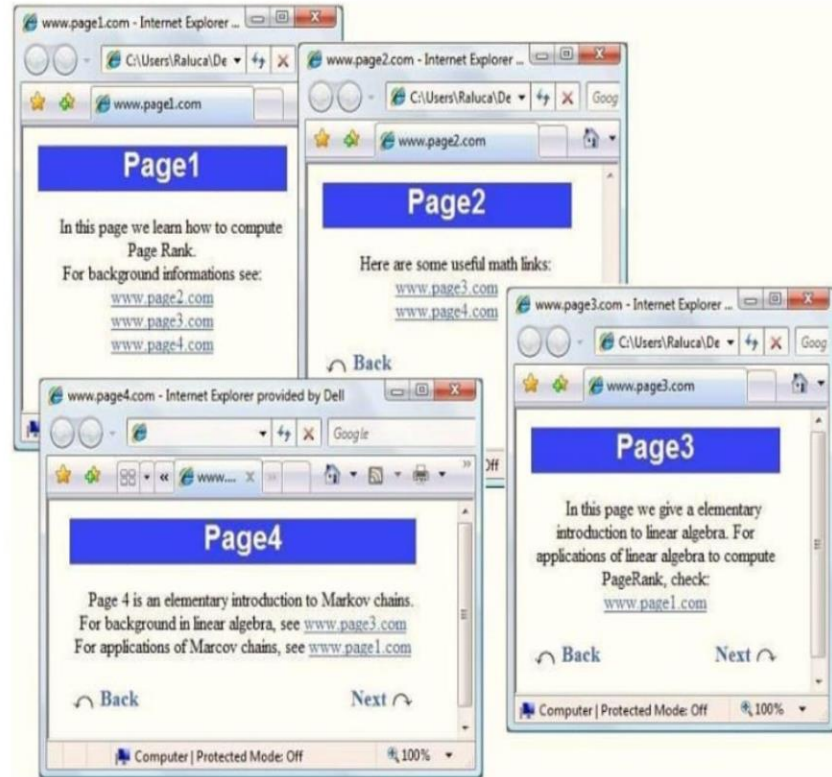 www.page1.com - Internet Explorer ...
C:\Users\Raluca\De
www.page1.com
Page1
In this page we learn how to compute
Page Rank.
For background informations see:
www.page2.com
www.page3.com
www.page4.com
www.page2.com - Internet Explorer ...
C:\Users\Raluca\De
Goog
www.page2.com
Page2
Here are some useful math links:
www.page3.com
www.page4.com
Back
Off
www.page3.com - Internet Explorer ...
C:\Users\Raluca\De
Goog
www.page3.com
Page3
In this page we give a elementary
introduction to linear algebra. For
applications of linear algebra to compute
PageRank, check:
www.page1.com
Back Next
Computer | Protected Mode: Off 100%
www.page4.com - Internet Explorer provided by Dell
Google
www....
Page4
Page 4 is an elementary introduction to Markov chains.
For background in linear algebra, see www.page3.com
For applications of Marcov chains, see www.page1.com
Back Next
Computer | Protected Mode: Off 100%